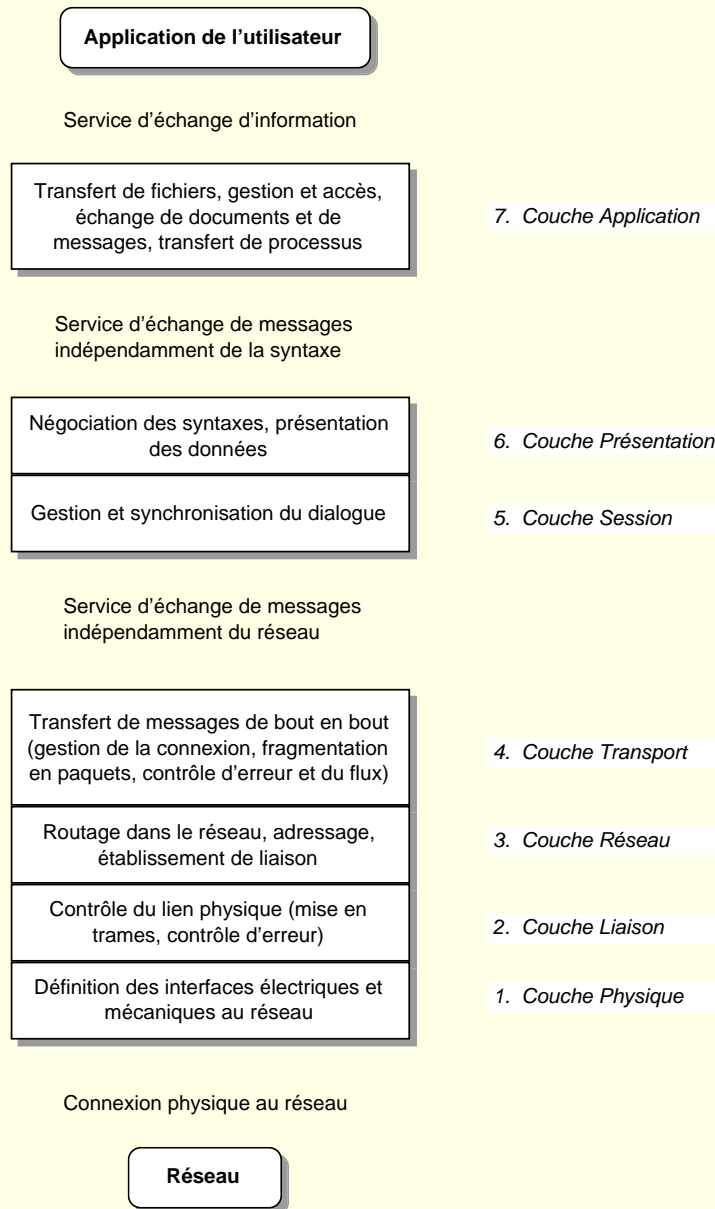 Application de l'utilisateur
Service d'échange d'information
Transfert de fichiers, gestion et accès,
échange de documents et de
messages, transfert de processus
7. Couche Application
Service d'échange de messages
indépendamment de la syntaxe
Négociation des syntaxes, présentation
des données
6. Couche Présentation
Gestion et synchronisation du dialogue
5. Couche Session
Service d'échange de messages
indépendamment du réseau
Transfert de messages de bout en bout
(gestion de la connexion, fragmentation
en paquets, contrôle d'erreur et du flux)
4. Couche Transport
Routage dans le réseau, adressage,
établissement de liaison
3. Couche Réseau
Contrôle du lien physique (mise en
trames, contrôle d'erreur)
2. Couche Liaison
Définition des interfaces électriques et
mécaniques au réseau
1. Couche Physique
Connexion physique au réseau
Réseau